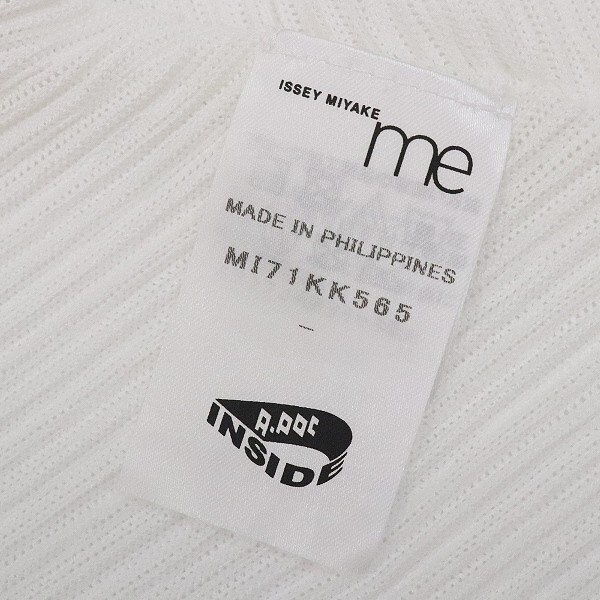 ISSEY MIYAKE
me
MADE IN PHILIPPINES
MI71KK565
A.POC
INSIDE